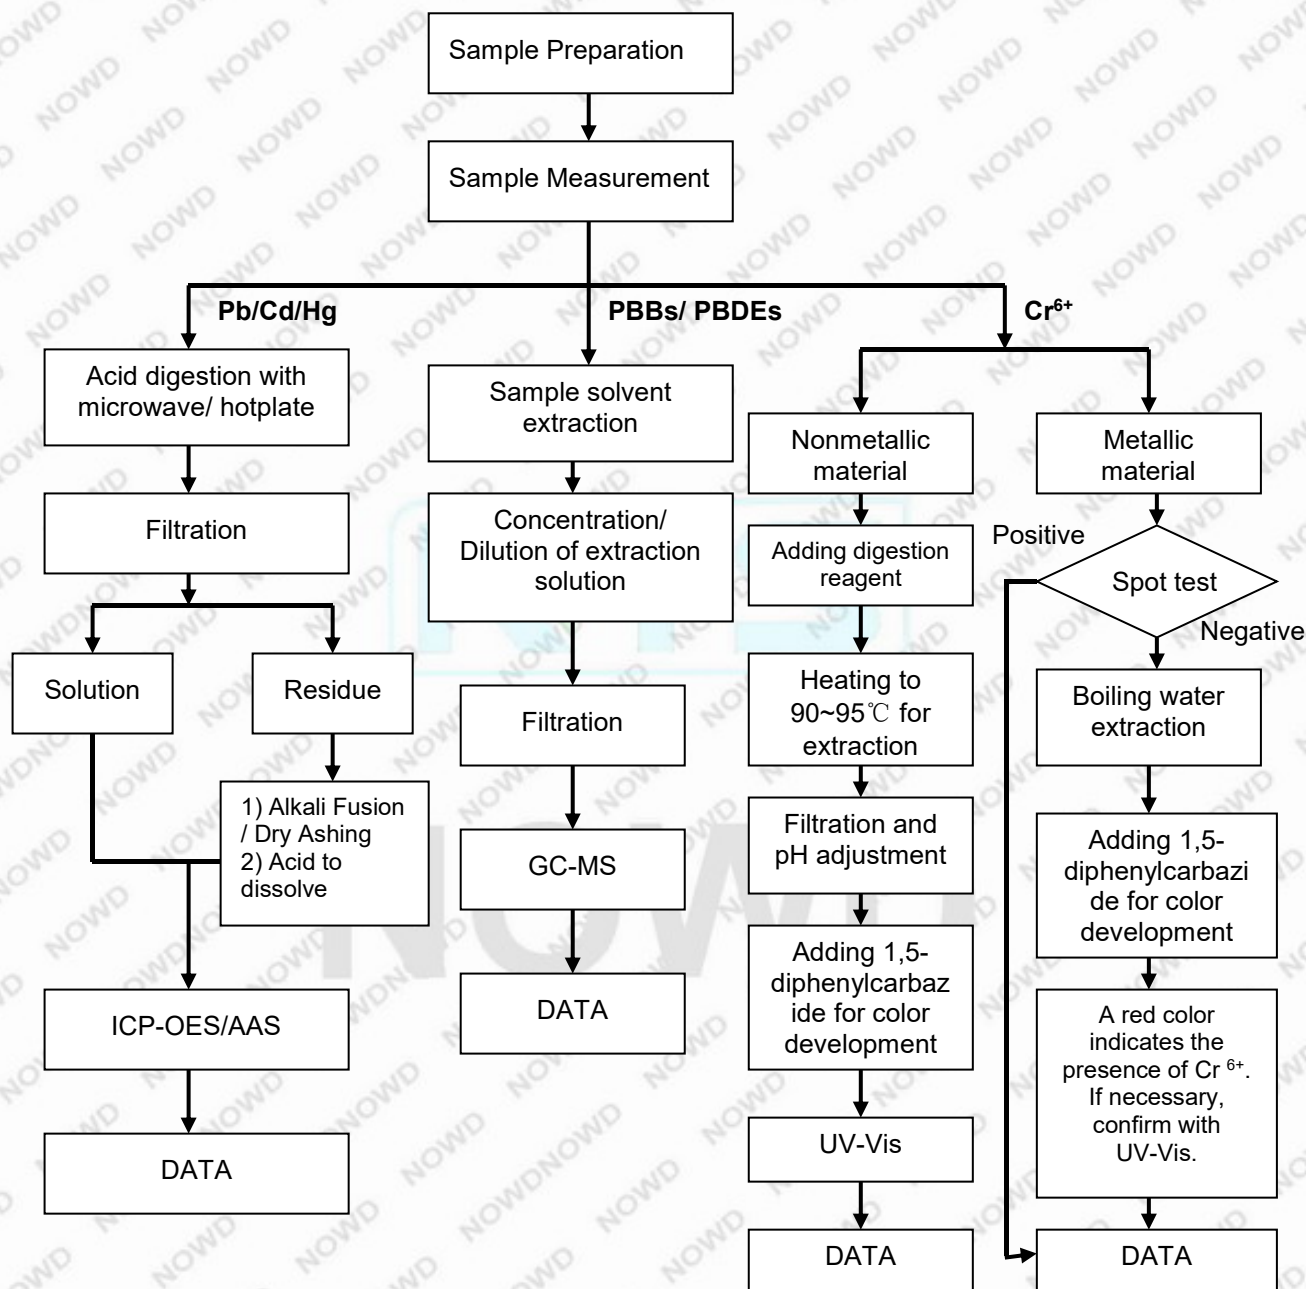 Sample Preparation
Sample Measurement
Pb/Cd/Hg
PBBs/ PBDEs
Cr⁶⁺
Acid digestion with
microwave/ hotplate
Filtration
Solution
Residue
1) Alkali Fusion
/ Dry Ashing
2) Acid to
dissolve
ICP-OES/AAS
DATA
Sample solvent
extraction
Concentration/
Dilution of extraction
solution
Filtration
GC-MS
DATA
Nonmetallic
material
Adding digestion
reagent
Heating to
90~95℃ for
extraction
Filtration and
pH adjustment
Adding 1,5-
diphenylcarbaz
ide for color
development
UV-Vis
DATA
Metallic
material
Positive
Spot test
Negative
Boiling water
extraction
Adding 1,5-
diphenylcarbazi
de for color
development
A red color
indicates the
presence of Cr ⁶⁺.
If necessary,
confirm with
UV-Vis.
DATA
NOWD